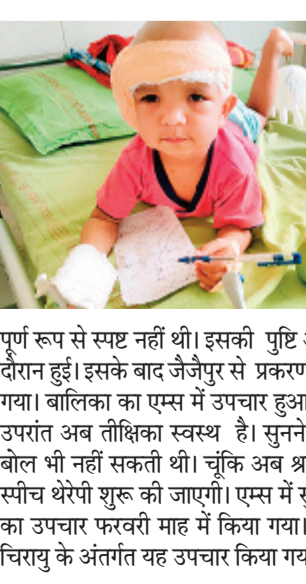 पूर्ण रूप से स्पष्ट नहीं थी। इसकी पुष्टि
दौरान हुई। इसके बाद जैजैपुर से प्रकरण
गया। बालिका का एम्स में उपचार हुआ
उपरांत अब तीक्षिका स्वस्थ है। सुनने
बोल भी नहीं सकती थी। चूंकि अब
स्पीच थेरेपी शुरू की जाएगी। एम्स में
का उपचार फरवरी माह में किया गया।
चिरायु के अंतर्गत यह उपचार किया